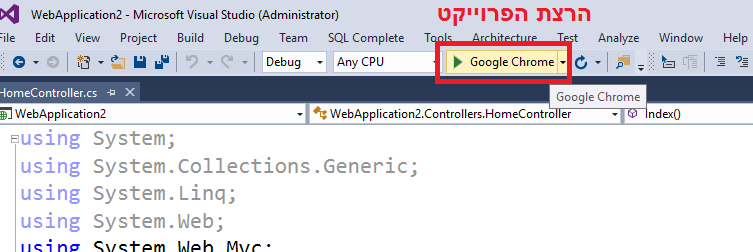 WebApplication2 - Microsoft Visual Studio (Administrator)
הרצת הפרוייקט
File Edit View Project Build Debug Team SQL Complete Tools Architecture Test Analyze Window
Debug Any CPU Google Chrome
HomeController.cs
Google Chrome
WebApplication2 WebApplication2.Controllers.HomeController Index()
using System;
using System.Collections.Generic;
using System.Linq;
using System.Web;
using System.Web.Mvc;